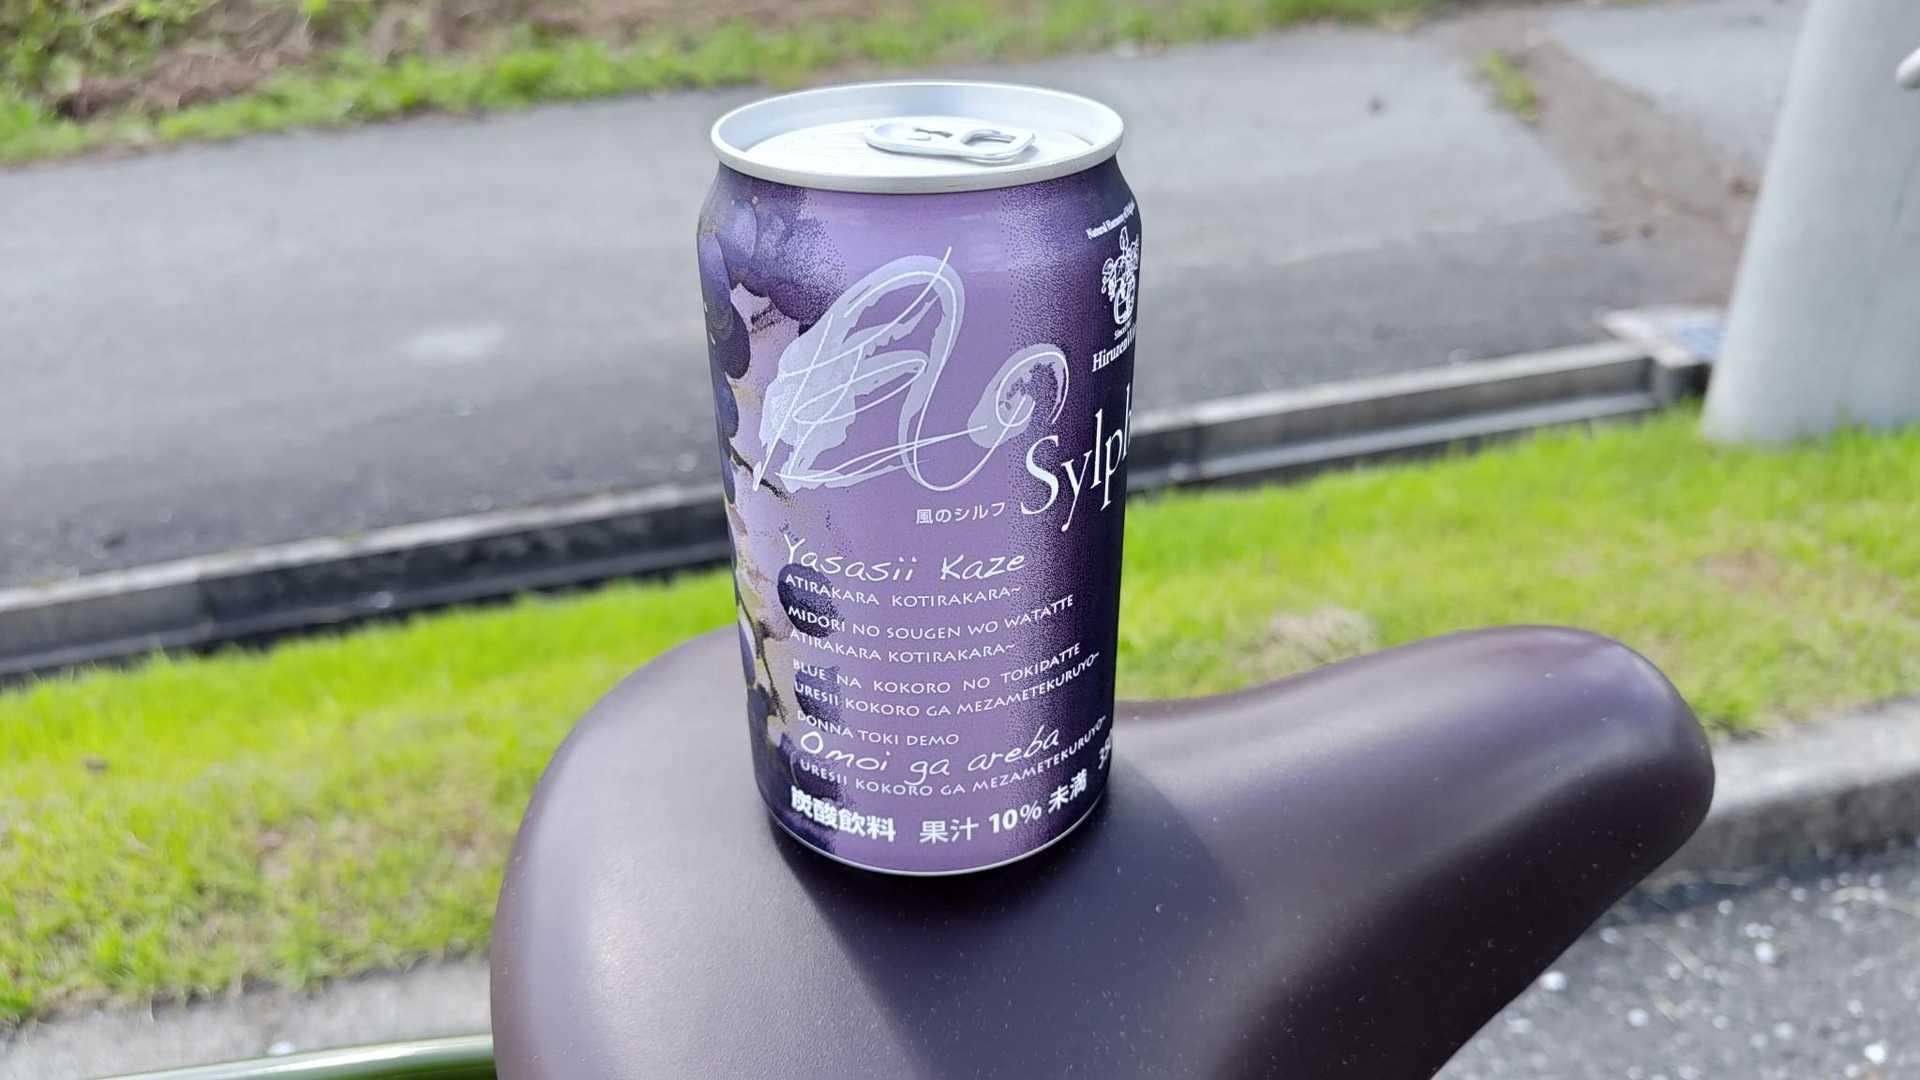 Natural Harmony
Hiruzen
Sylph
風のシルフ
Yasasii Kaze
ATIRAKARA KOTIRAKARA~
MIDORI NO SOUGEN WO WATATTE
ATIRAKARA KOTIRAKARA~
BLUE NA KOKORO NO TOKIDATTE
URESII KOKORO GA MEZAMETEKURUYO~
DONNA TOKI DEMO
Omoi ga areba
URESII KOKORO GA MEZAMETEKURUYO~
炭酸飲料 果汁 10% 未満